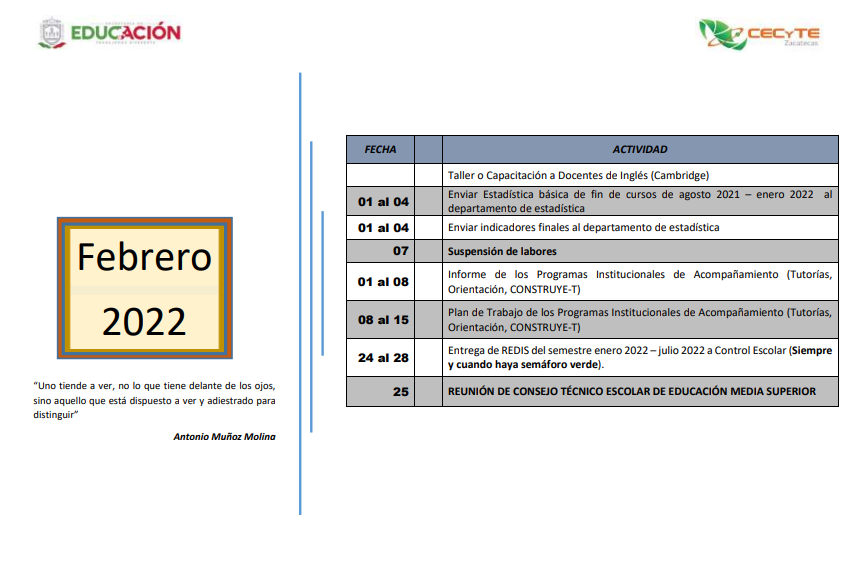 EDUCACIÓN
CECyTE
Zacatecas
Febrero
2022
“Uno tiende a ver, no lo que tiene delante de los ojos,
sino aquello que está dispuesto a ver y adiestrado para
distinguir”
Antonio Muñoz Molina
FECHA ACTIVIDAD
Taller o Capacitación a Docentes de Inglés (Cambridge)
01 al 04 Enviar Estadística básica de fin de cursos de agosto 2021 – enero 2022 al
departamento de estadística
01 al 04 Enviar indicadores finales al departamento de estadística
07 Suspensión de labores
01 al 08 Informe de los Programas Institucionales de Acompañamiento (Tutorías,
Orientación, CONSTRUYE-T)
08 al 15 Plan de Trabajo de los Programas Institucionales de Acompañamiento (Tutorías,
Orientación, CONSTRUYE-T)
24 al 28 Entrega de REDIS del semestre enero 2022 – julio 2022 a Control Escolar (Siempre
y cuando haya semáforo verde).
25 REUNIÓN DE CONSEJO TÉCNICO ESCOLAR DE EDUCACIÓN MEDIA SUPERIOR